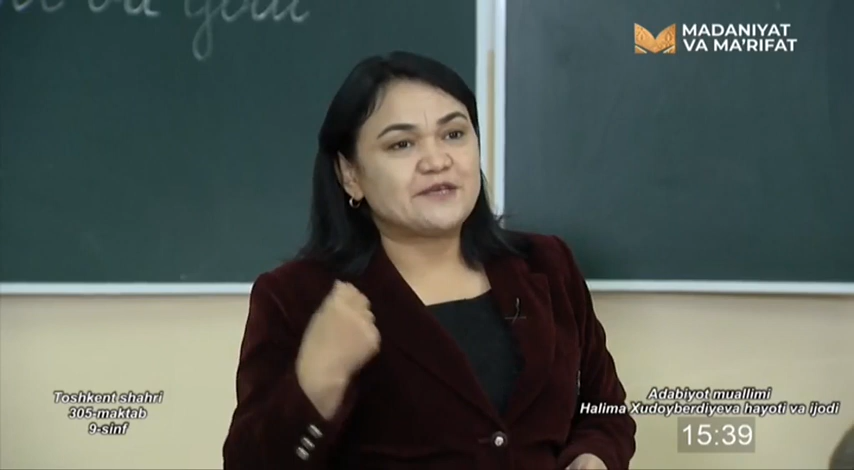 va
MADANIYAT
VA MA'RIFAT
Toshkent shahri
305-maktab
9-sinf
Adabiyot muallimi
Halima Xudoyberdiyeva hayoti va ijodi
15:39